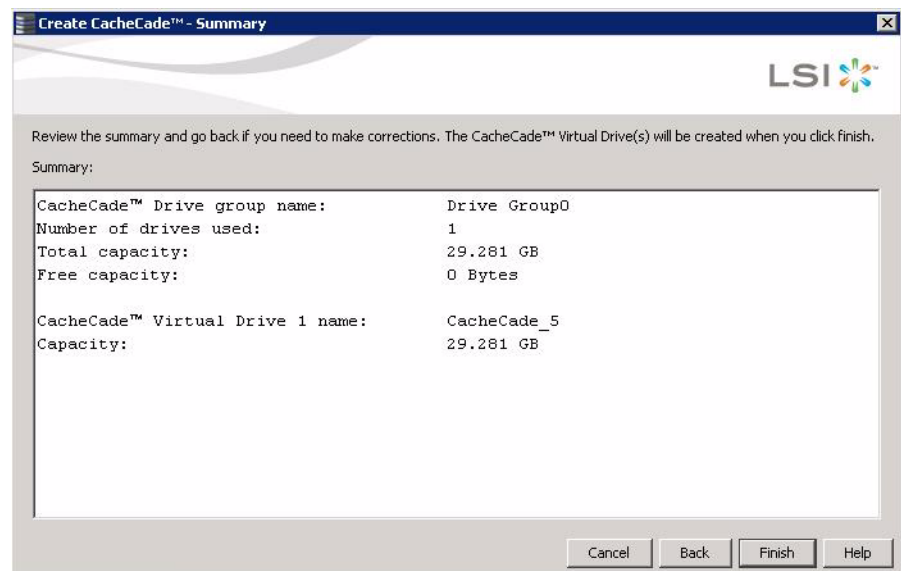 Create CacheCade™ - Summary
LSI
Review the summary and go back if you need to make corrections. The CacheCade™ Virtual Drive(s) will be created when you click finish.
Summary:
CacheCade™ Drive group name: Drive Group0
Number of drives used: 1
Total capacity: 29.281 GB
Free capacity: 0 Bytes
CacheCade™ Virtual Drive 1 name: CacheCade_5
Capacity: 29.281 GB
Cancel Back Finish Help